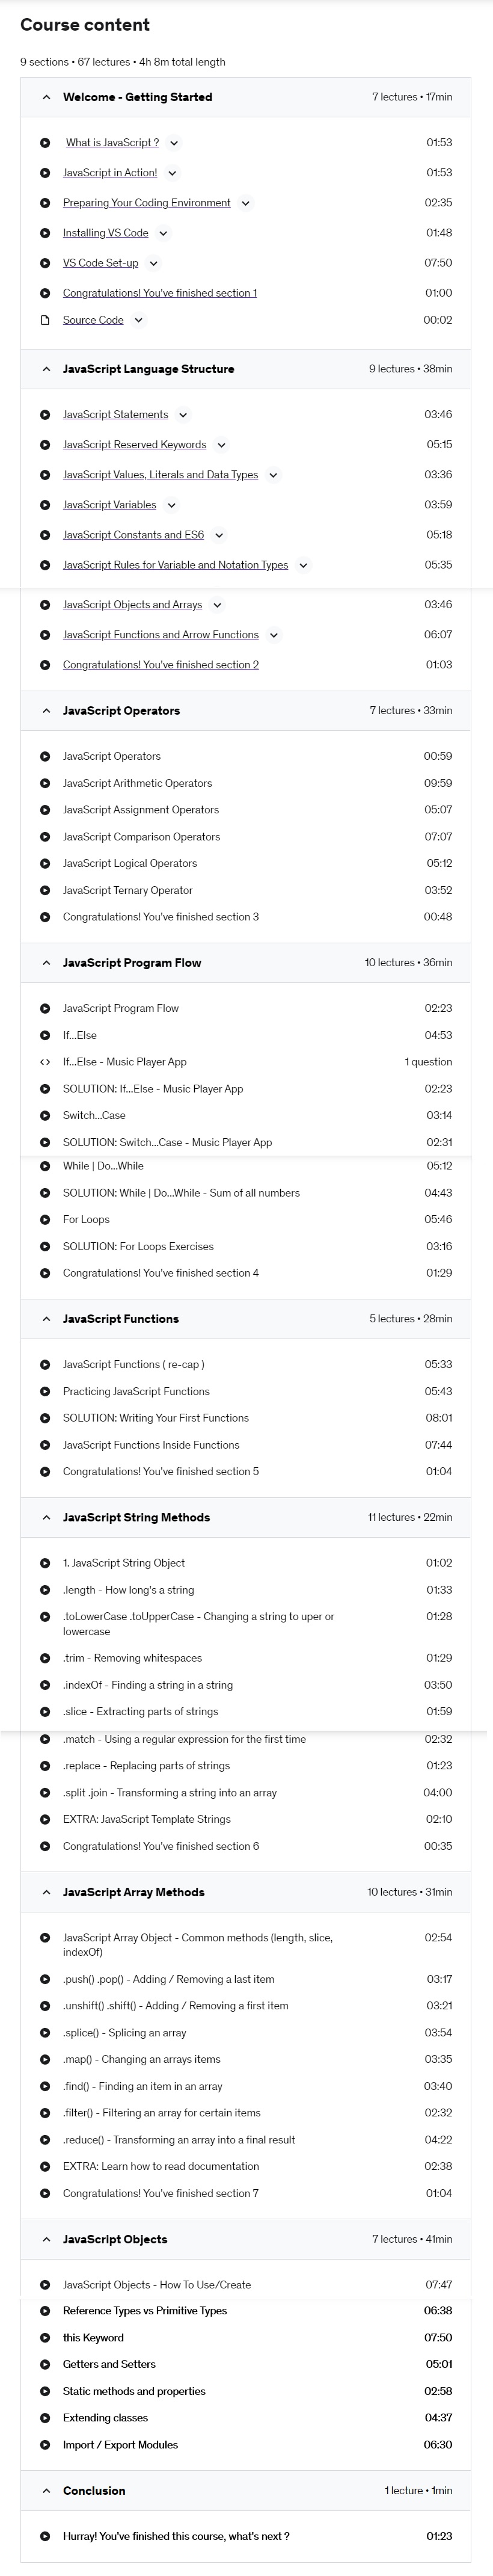 Course content
9 sections • 67 lectures • 4h 8m total length
Welcome - Getting Started 7 lectures • 17min
What is JavaScript ? 01:53
JavaScript in Action! 01:53
Preparing Your Coding Environment 02:35
Installing VS Code 01:48
VS Code Set-up 07:50
Congratulations! You've finished section 1 01:00
Source Code 00:02
JavaScript Language Structure 9 lectures • 38min
JavaScript Statements 03:46
JavaScript Reserved Keywords 05:15
JavaScript Values, Literals and Data Types 03:36
JavaScript Variables 03:59
JavaScript Constants and ES6 05:18
JavaScript Rules for Variable and Notation Types 05:35
JavaScript Objects and Arrays 03:46
JavaScript Functions and Arrow Functions 06:07
Congratulations! You've finished section 2 01:03
JavaScript Operators 7 lectures • 33min
JavaScript Operators 00:59
JavaScript Arithmetic Operators 09:59
JavaScript Assignment Operators 05:07
JavaScript Comparison Operators 07:07
JavaScript Logical Operators 05:12
JavaScript Ternary Operator 03:52
Congratulations! You've finished section 3 00:48
JavaScript Program Flow 10 lectures • 36min
JavaScript Program Flow 02:23
If...Else 04:53
If...Else - Music Player App 1 question
SOLUTION: If...Else - Music Player App 02:23
Switch...Case 03:14
SOLUTION: Switch...Case - Music Player App 02:31
While | Do...While 05:12
SOLUTION: While | Do...While - Sum of all numbers 04:43
For Loops 05:46
SOLUTION: For Loops Exercises 03:16
Congratulations! You've finished section 4 01:29
JavaScript Functions 5 lectures • 28min
JavaScript Functions ( re-cap ) 05:33
Practicing JavaScript Functions 05:43
SOLUTION: Writing Your First Functions 08:01
JavaScript Functions Inside Functions 07:44
Congratulations! You've finished section 5 01:04
JavaScript String Methods 11 lectures • 22min
1. JavaScript String Object 01:02
.length - How long's a string 01:33
.toLowerCase .toUpperCase - Changing a string to uper or 01:28
lowercase
.trim - Removing whitespaces 01:29
.indexOf - Finding a string in a string 03:50
.slice - Extracting parts of strings 01:59
.match - Using a regular expression for the first time 02:32
.replace - Replacing parts of strings 01:23
.split .join - Transforming a string into an array 04:00
EXTRA: JavaScript Template Strings 02:10
Congratulations! You've finished section 6 00:35
JavaScript Array Methods 10 lectures • 31min
JavaScript Array Object - Common methods (length, slice, 02:54
indexOf)
.push() .pop() - Adding / Removing a last item 03:17
.unshift() .shift() - Adding / Removing a first item 03:21
.splice() - Splicing an array 03:54
.map() - Changing an arrays items 03:35
.find() - Finding an item in an array 03:40
.filter() - Filtering an array for certain items 02:32
.reduce() - Transforming an array into a final result 04:22
EXTRA: Learn how to read documentation 02:38
Congratulations! You've finished section 7 01:04
JavaScript Objects 7 lectures • 41min
JavaScript Objects - How To Use/Create 07:47
Reference Types vs Primitive Types 06:38
this Keyword 07:50
Getters and Setters 05:01
Static methods and properties 02:58
Extending classes 04:37
Import / Export Modules 06:30
Conclusion 1 lecture • 1min
Hurray! You've finished this course, what's next ? 01:23